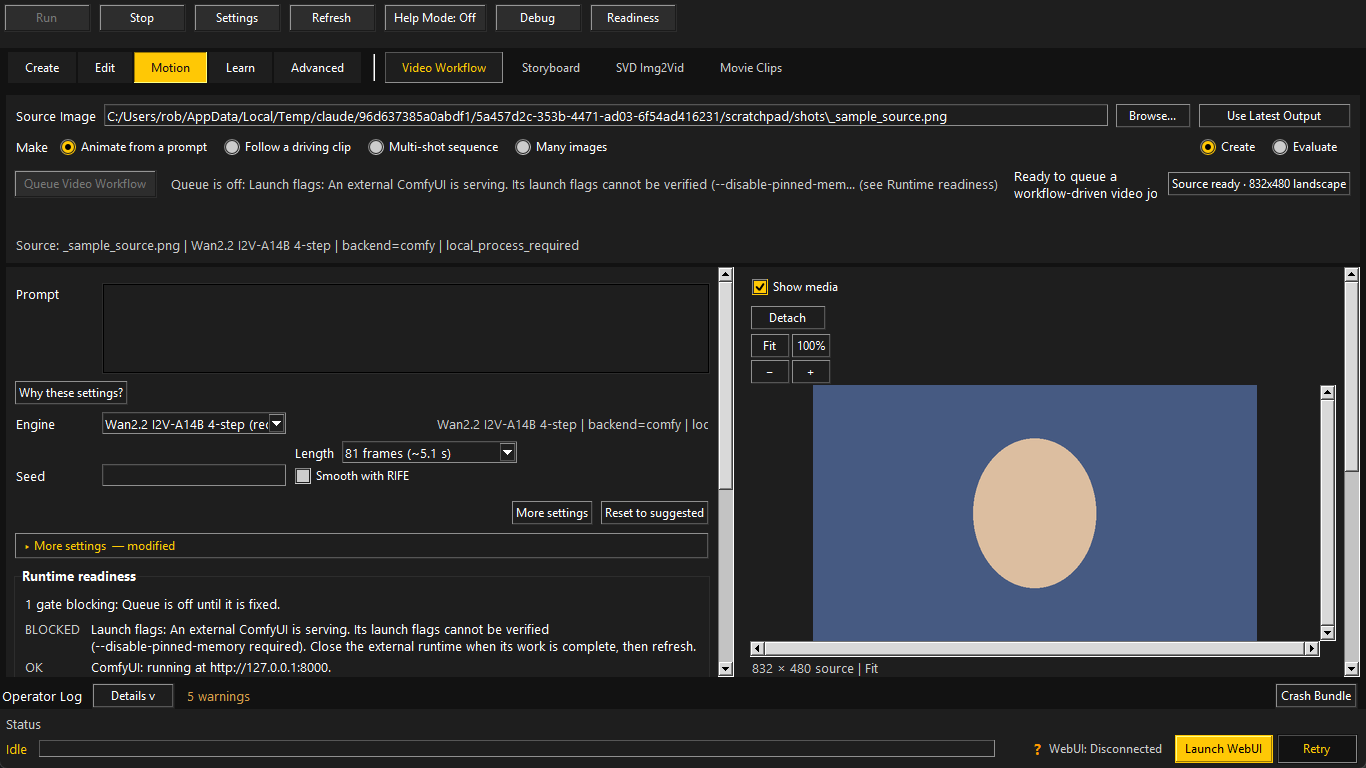 Run Stop Settings Refresh Help Mode: Off Debug Readiness
Create Edit Motion Learn Advanced Video Workflow Storyboard SVD Img2Vid Movie Clips
Source Image C:/Users/rob/AppData/Local/Temp/claude/96d637385a0abdf1/5a457d2c-353b-4471-ad03-6f54ad416231/scratchpad/shots\_sample_source.png Browse... Use Latest Output
Make Animate from a prompt Follow a driving clip Multi-shot sequence Many images Create Evaluate
Queue Video Workflow Queue is off: Launch flags: An external ComfyUI is serving. Its launch flags cannot be verified (--disable-pinned-mem... (see Runtime readiness) Ready to queue a
workflow-driven video jo Source ready · 832x480 landscape
Source: _sample_source.png | Wan2.2 I2V-A14B 4-step | backend=comfy | local_process_required
Prompt
Why these settings?
Engine Wan2.2 I2V-A14B 4-step (rec Wan2.2 I2V-A14B 4-step | backend=comfy | loc
Length 81 frames (~5.1 s)
Seed Smooth with RIFE
More settings Reset to suggested
▸ More settings — modified
Runtime readiness
1 gate blocking: Queue is off until it is fixed.
BLOCKED Launch flags: An external ComfyUI is serving. Its launch flags cannot be verified
(--disable-pinned-memory required). Close the external runtime when its work is complete, then refresh.
OK ComfyUI: running at http://127.0.0.1:8000.
Show media
Detach
Fit 100%
− +
832 × 480 source | Fit
Operator Log Details v 5 warnings Crash Bundle
Status
Idle ? WebUI: Disconnected Launch WebUI Retry